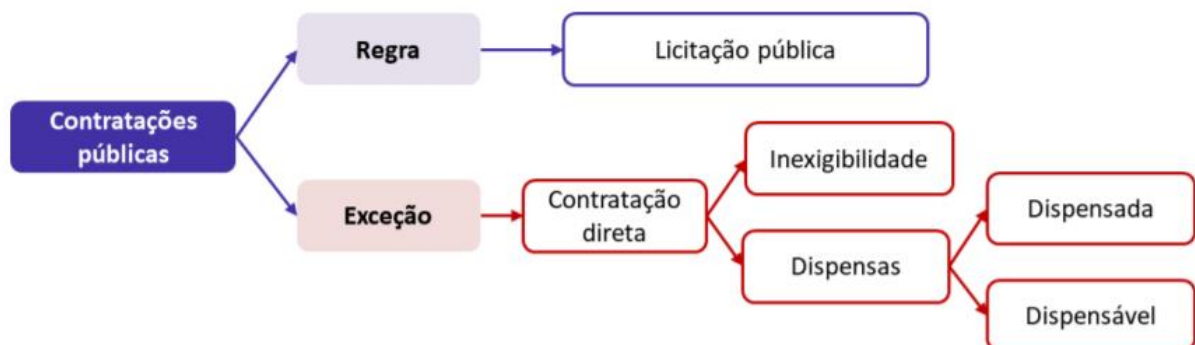 Contratações
públicas
Regra
Licitação pública
Exceção
Contratação
direta
Inexigibilidade
Dispensas
Dispensada
Dispensável